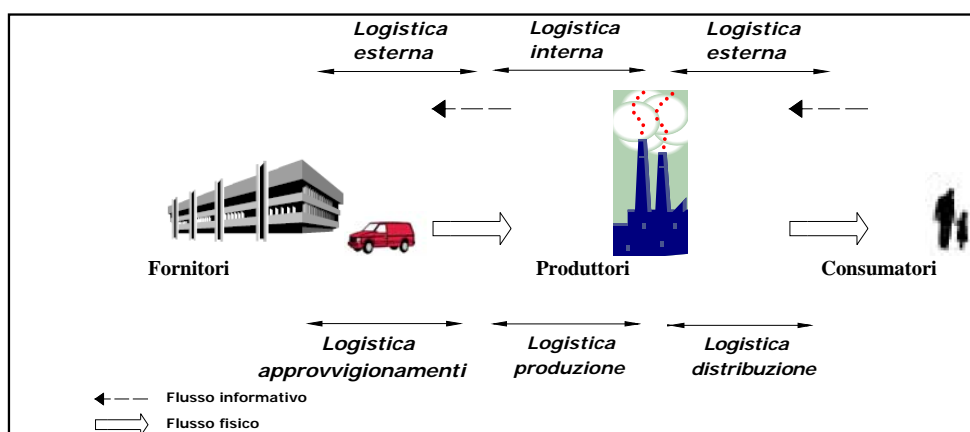 Logistica
esterna
Logistica
interna
Logistica
esterna
Fornitori
Produttori
Consumatori
Logistica
approvvigionamenti
Logistica
produzione
Logistica
distribuzione
Flusso informativo
Flusso fisico